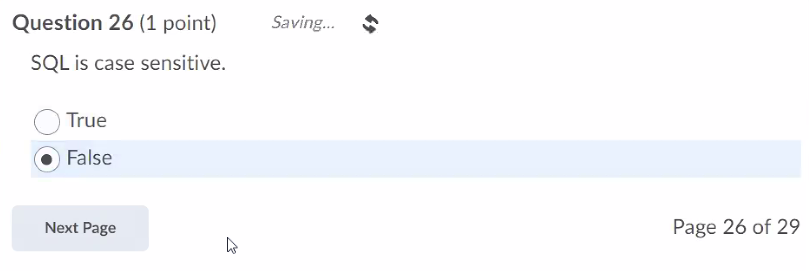 Question 26 (1 point) Saving...
SQL is case sensitive.
True
False
Next Page Page 26 of 29